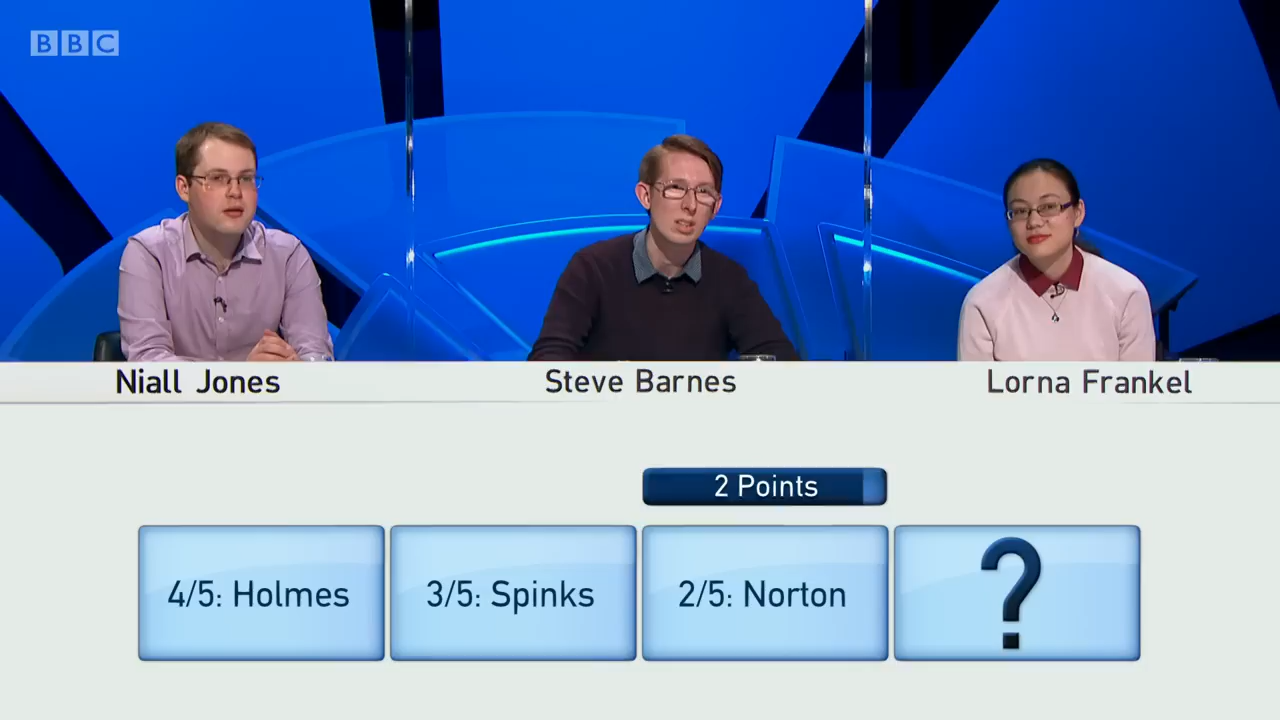 BBC
Niall Jones
Steve Barnes
Lorna Frankel
2 Points
4/5: Holmes
3/5: Spinks
2/5: Norton
?